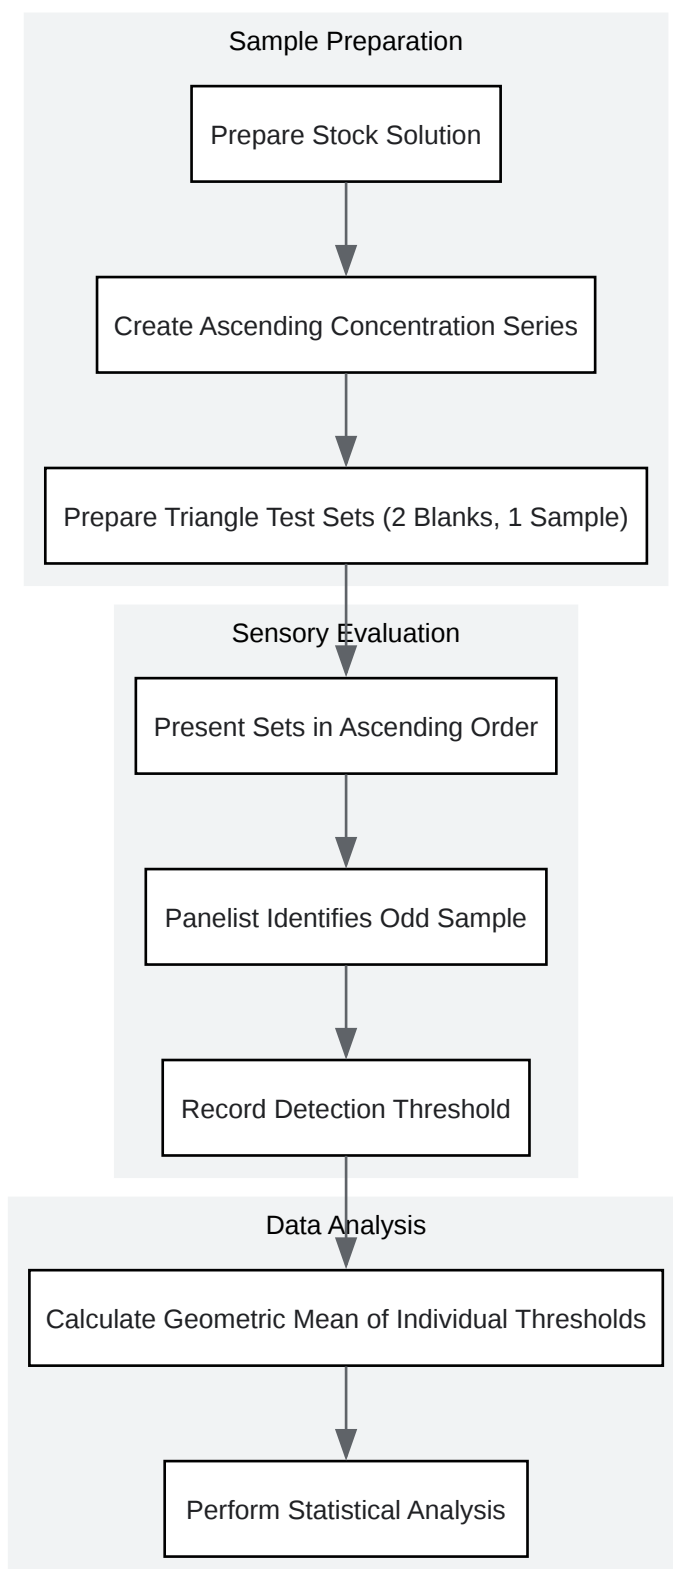 Sample Preparation
Prepare Stock Solution
Create Ascending Concentration Series
Prepare Triangle Test Sets (2 Blanks, 1 Sample)
Sensory Evaluation
Present Sets in Ascending Order
Panelist Identifies Odd Sample
Record Detection Threshold
Data Analysis
Calculate Geometric Mean of Individual Thresholds
Perform Statistical Analysis